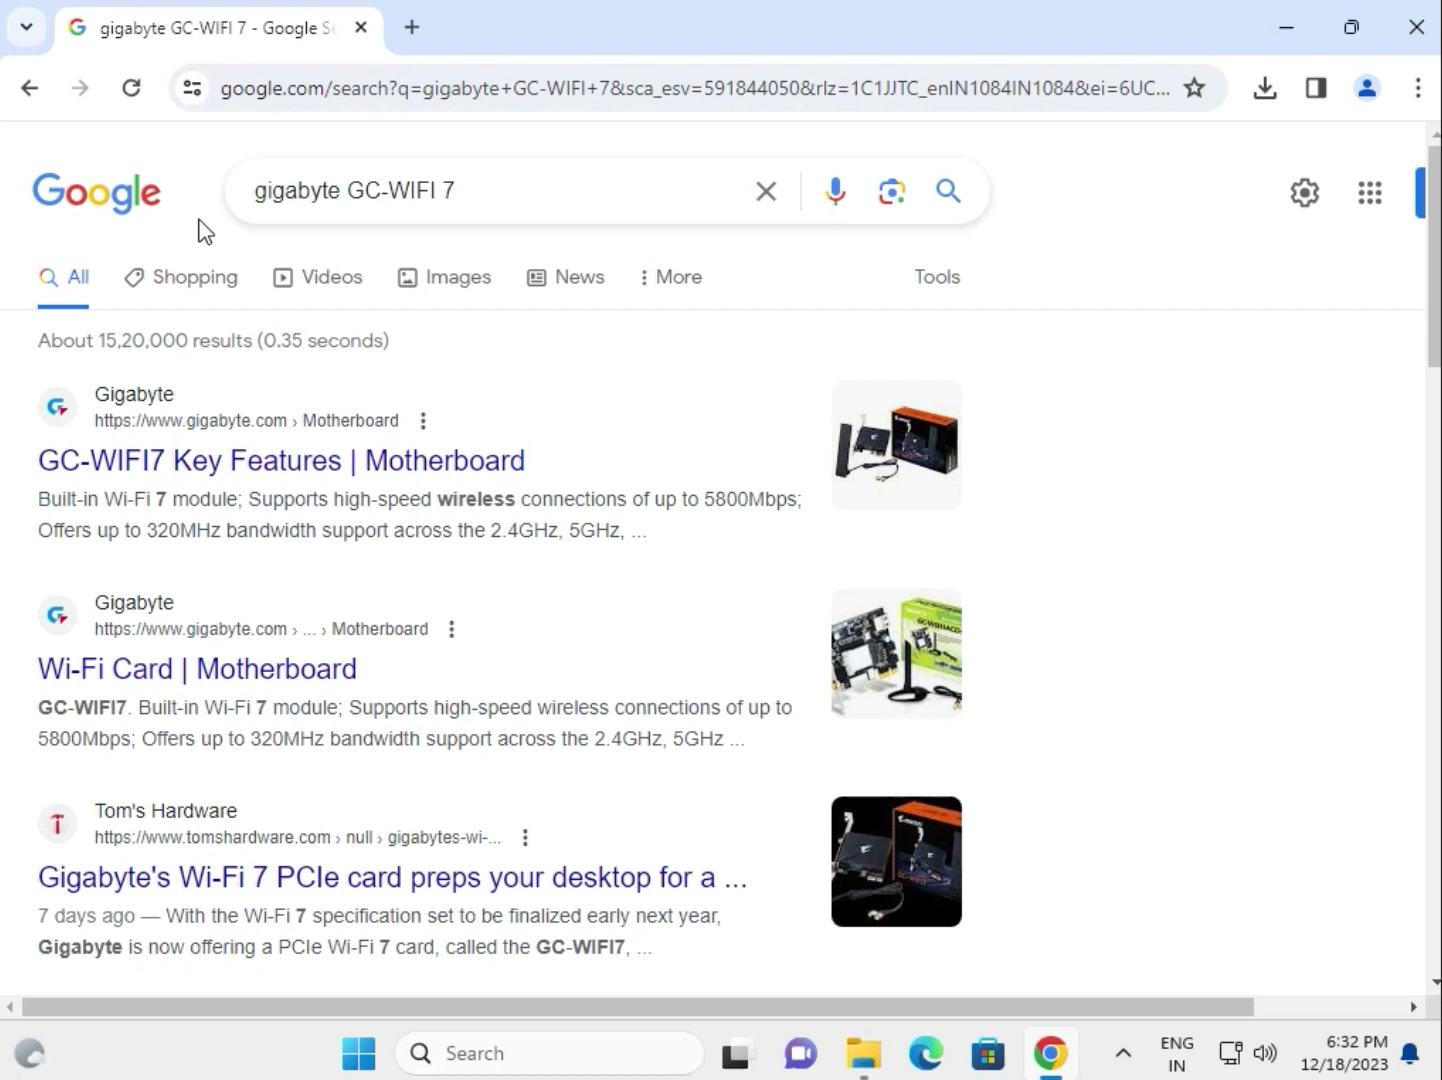 gigabyte GC-WIFI 7 - Google Se
google.com/search?q=gigabyte+GC-WIFI+7&sca_esv=591844050&rlz=1C1JJTC_enIN1084IN1084&ei=6UC...
Google
gigabyte GC-WIFI 7
All
Shopping
Videos
Images
News
More
Tools
About 15,20,000 results (0.35 seconds)
Gigabyte
https://www.gigabyte.com › Motherboard
GC-WIFI7 Key Features | Motherboard
Built-in Wi-Fi 7 module; Supports high-speed wireless connections of up to 5800Mbps;
Offers up to 320MHz bandwidth support across the 2.4GHz, 5GHz, ...
Gigabyte
https://www.gigabyte.com › ... › Motherboard
Wi-Fi Card | Motherboard
GC-WIFI7. Built-in Wi-Fi 7 module; Supports high-speed wireless connections of up to
5800Mbps; Offers up to 320MHz bandwidth support across the 2.4GHz, 5GHz ...
Tom's Hardware
https://www.tomshardware.com › null › gigabytes-wi-...
Gigabyte's Wi-Fi 7 PCIe card preps your desktop for a ...
7 days ago — With the Wi-Fi 7 specification set to be finalized early next year,
Gigabyte is now offering a PCIe Wi-Fi 7 card, called the GC-WIFI7, ...
Search
ENG
IN
6:32 PM
12/18/2023